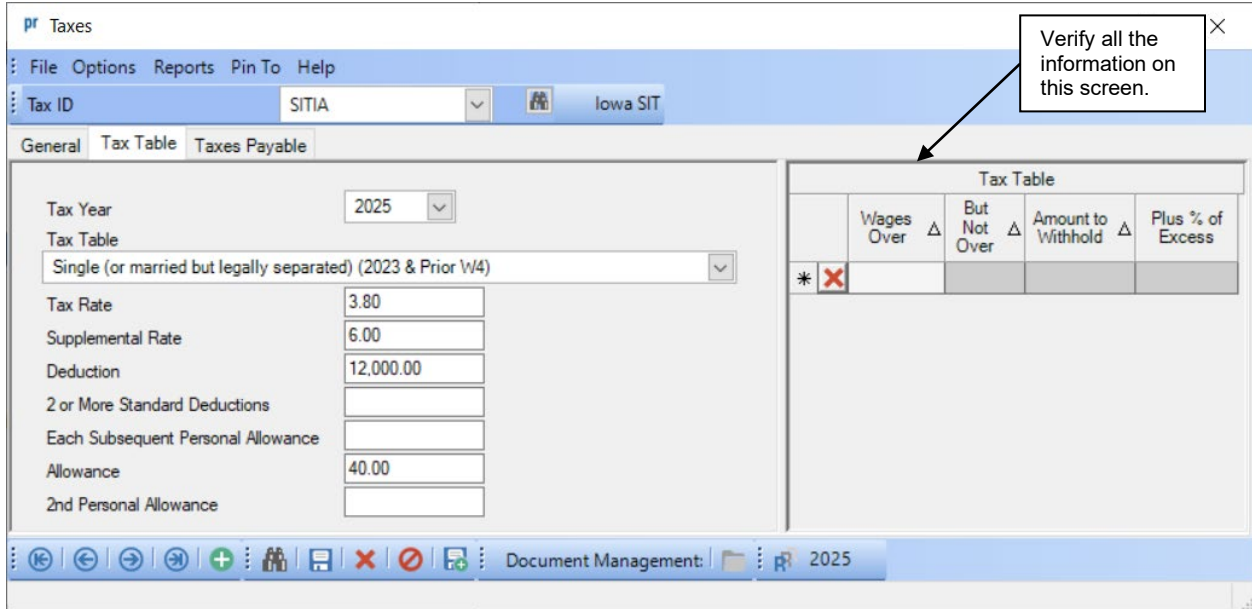 pr Taxes
Verify all the
information on
this screen.
File Options Reports Pin To Help
Tax ID SITIA Iowa SIT
General Tax Table Taxes Payable
Tax Year 2025
Tax Table
Single (or married but legally separated) (2023 & Prior W4)
Tax Rate 3.80
Supplemental Rate 6.00
Deduction 12,000.00
2 or More Standard Deductions
Each Subsequent Personal Allowance
Allowance 40.00
2nd Personal Allowance
Tax Table
Wages Over
But Not Over
Amount to Withhold
Plus % of Excess
Document Management: 2025